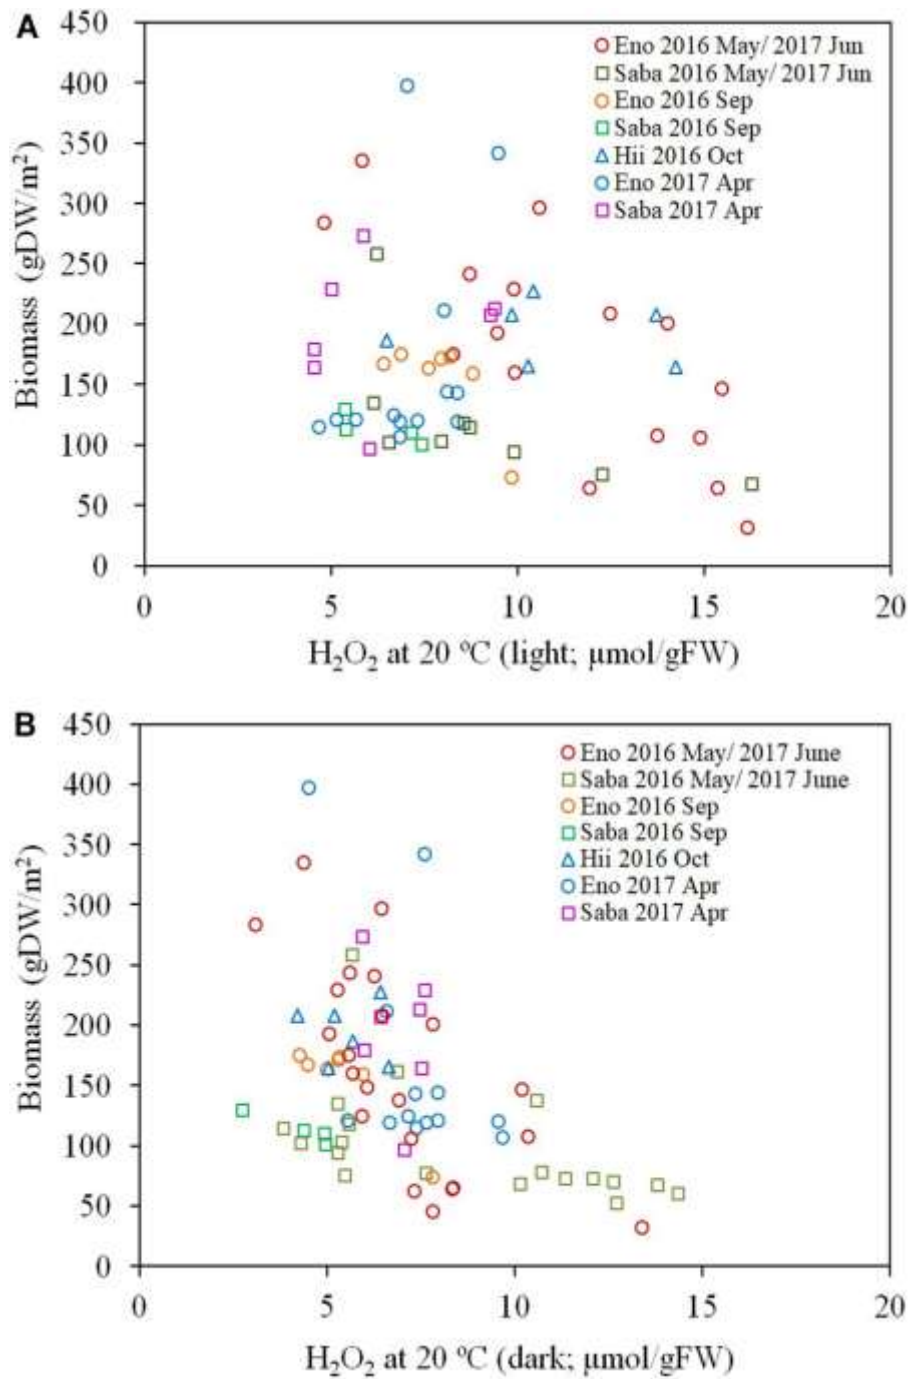 A
450
400
350
300
250
200
150
100
50
0
Biomass (gDW/m²)
Eno 2016 May/ 2017 Jun
Saba 2016 May/ 2017 Jun
Eno 2016 Sep
Saba 2016 Sep
Hii 2016 Oct
Eno 2017 Apr
Saba 2017 Apr
0 5 10 15 20
H₂O₂ at 20 ºC (light; µmol/gFW)
B
450
400
350
300
250
200
150
100
50
0
Biomass (gDW/m²)
Eno 2016 May/ 2017 June
Saba 2016 May/ 2017 June
Eno 2016 Sep
Saba 2016 Sep
Hii 2016 Oct
Eno 2017 Apr
Saba 2017 Apr
0 5 10 15 20
H₂O₂ at 20 ºC (dark; µmol/gFW)